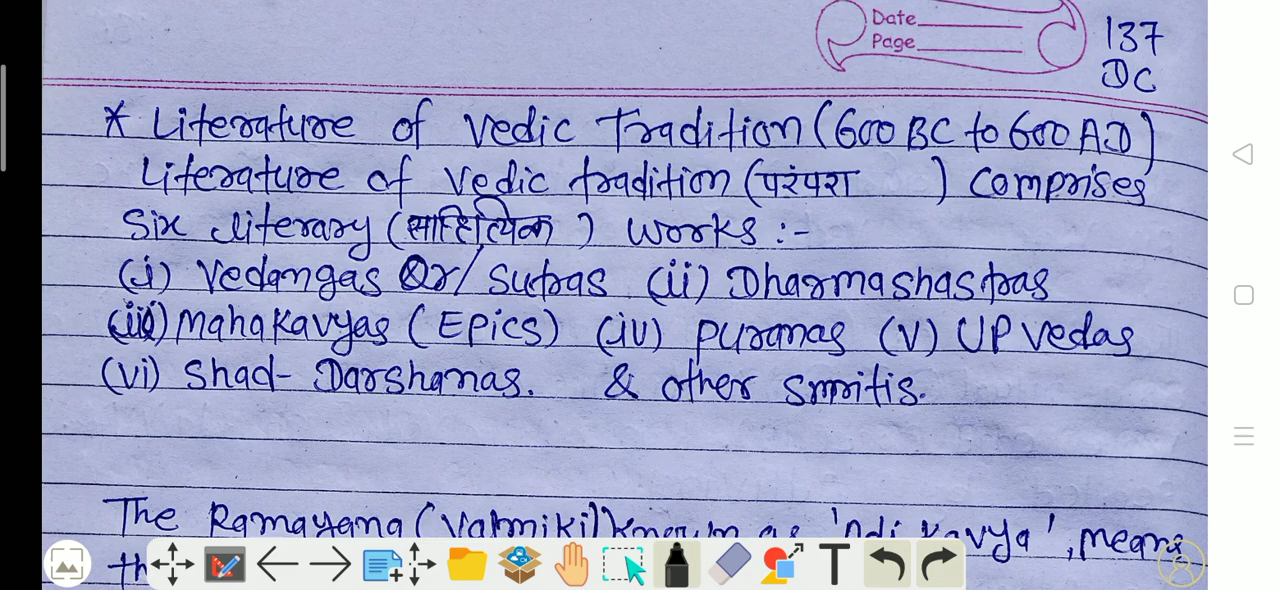 Date
Page
137
DC
* Literature of Vedic Tradition (600 BC to 600 AD)
Literature of Vedic tradition (परंपरा ) comprises
Six literary (साहित्यिक ) works :-
(i) Vedangas Or/ Sutras (ii) Dharmashastras
(iii) Mahakavyas (Epics) (iv) Puranas (V) UP Vedas
(vi) Shad- Darshanas. & other Smritis.
The Ramayana (Valmiki) known as 'Adi kavya', means
th
T